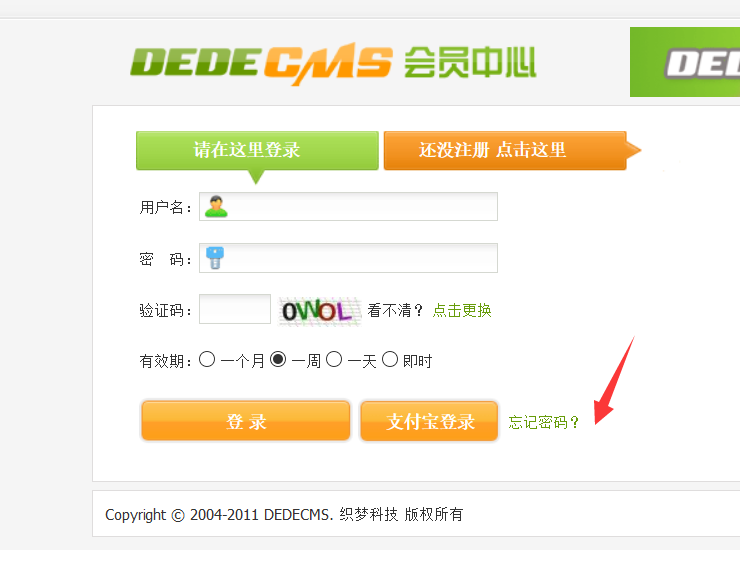 DEDECMS 会员中心
请在这里登录
还没注册 点击这里
用户名：
密　码：
验证码： OWOL 看不清？ 点击更换
有效期： 一个月 一周 一天 即时
登 录 支付宝登录 忘记密码？
Copyright © 2004-2011 DEDECMS. 织梦科技 版权所有